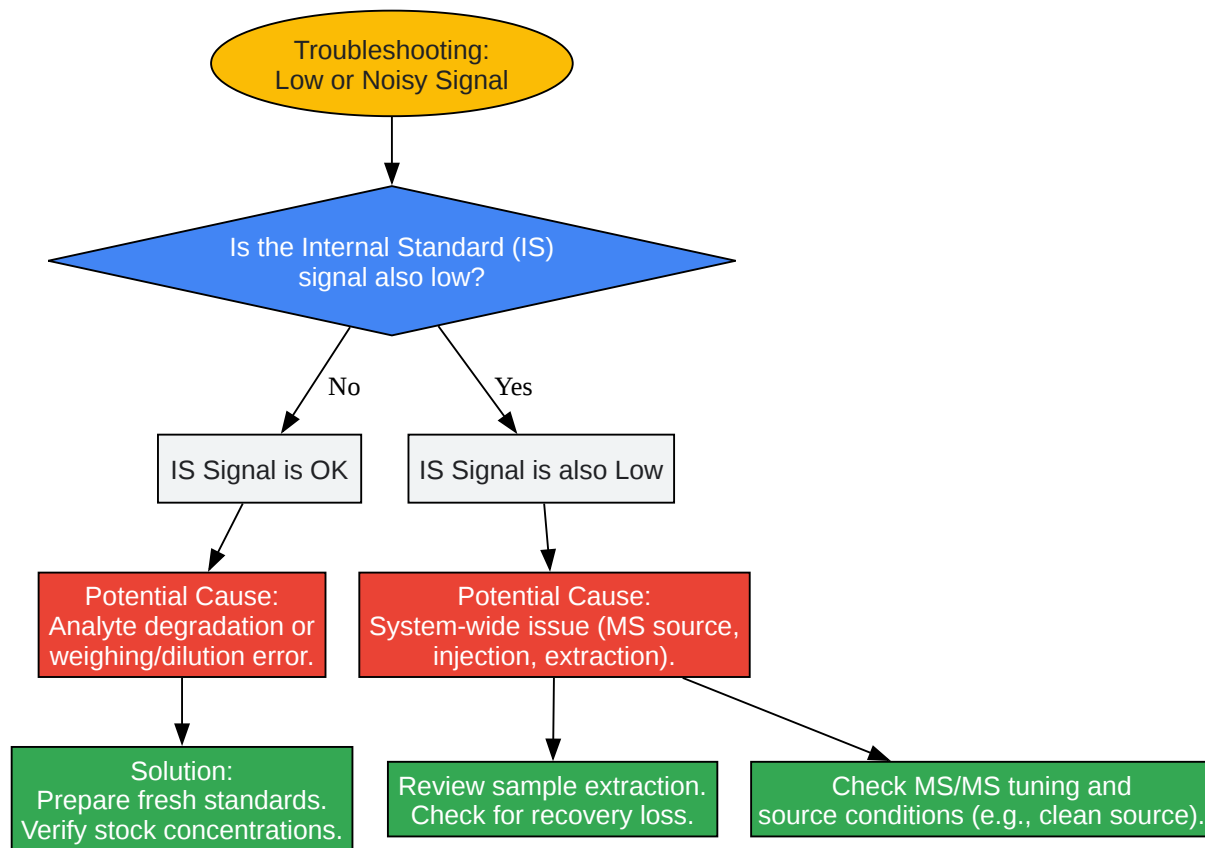 Troubleshooting:
Low or Noisy Signal
Is the Internal Standard (IS)
signal also low?
No
Yes
IS Signal is OK
IS Signal is also Low
Potential Cause:
Analyte degradation or
weighing/dilution error.
Potential Cause:
System-wide issue (MS source,
injection, extraction).
Solution:
Prepare fresh standards.
Verify stock concentrations.
Review sample extraction.
Check for recovery loss.
Check MS/MS tuning and
source conditions (e.g., clean source).